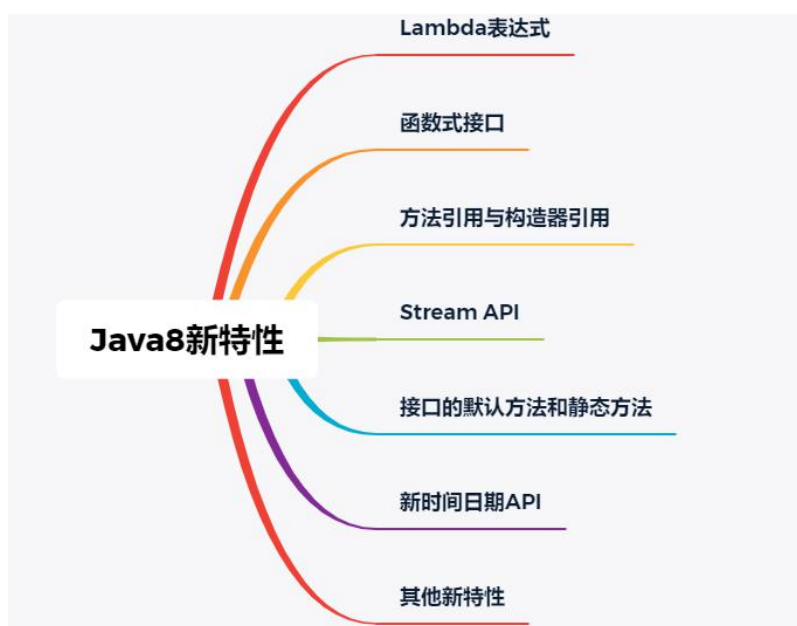 Lambda表达式
函数式接口
方法引用与构造器引用
Java8新特性
Stream API
接口的默认方法和静态方法
新时间日期API
其他新特性